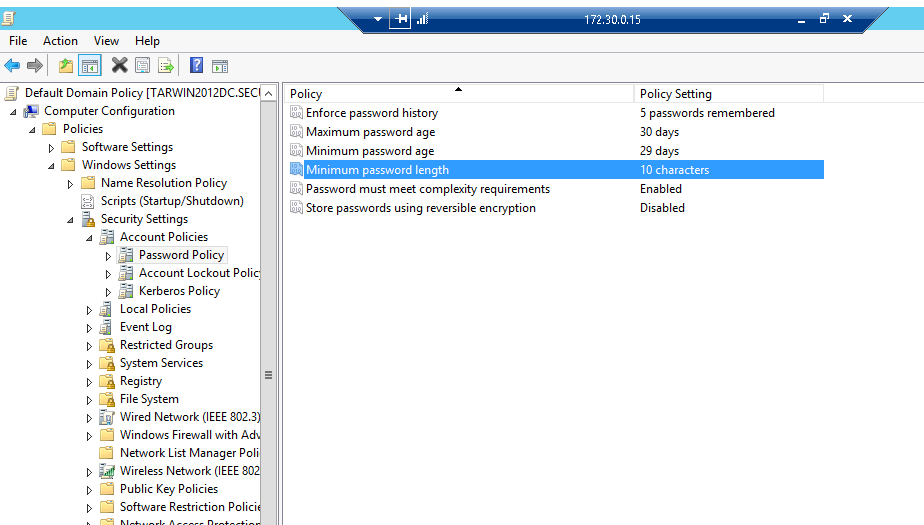 172.30.0.15
File Action View Help
Default Domain Policy [TARWIN2012DC.SECU
Computer Configuration
Policies
Software Settings
Windows Settings
Name Resolution Policy
Scripts (Startup/Shutdown)
Security Settings
Account Policies
Password Policy
Account Lockout Polic
Kerberos Policy
Local Policies
Event Log
Restricted Groups
System Services
Registry
File System
Wired Network (IEEE 802.3)
Windows Firewall with Adv
Network List Manager Poli
Wireless Network (IEEE 802
Public Key Policies
Software Restriction Policie
Network Access Protection
Policy Policy Setting
Enforce password history 5 passwords remembered
Maximum password age 30 days
Minimum password age 29 days
Minimum password length 10 characters
Password must meet complexity requirements Enabled
Store passwords using reversible encryption Disabled